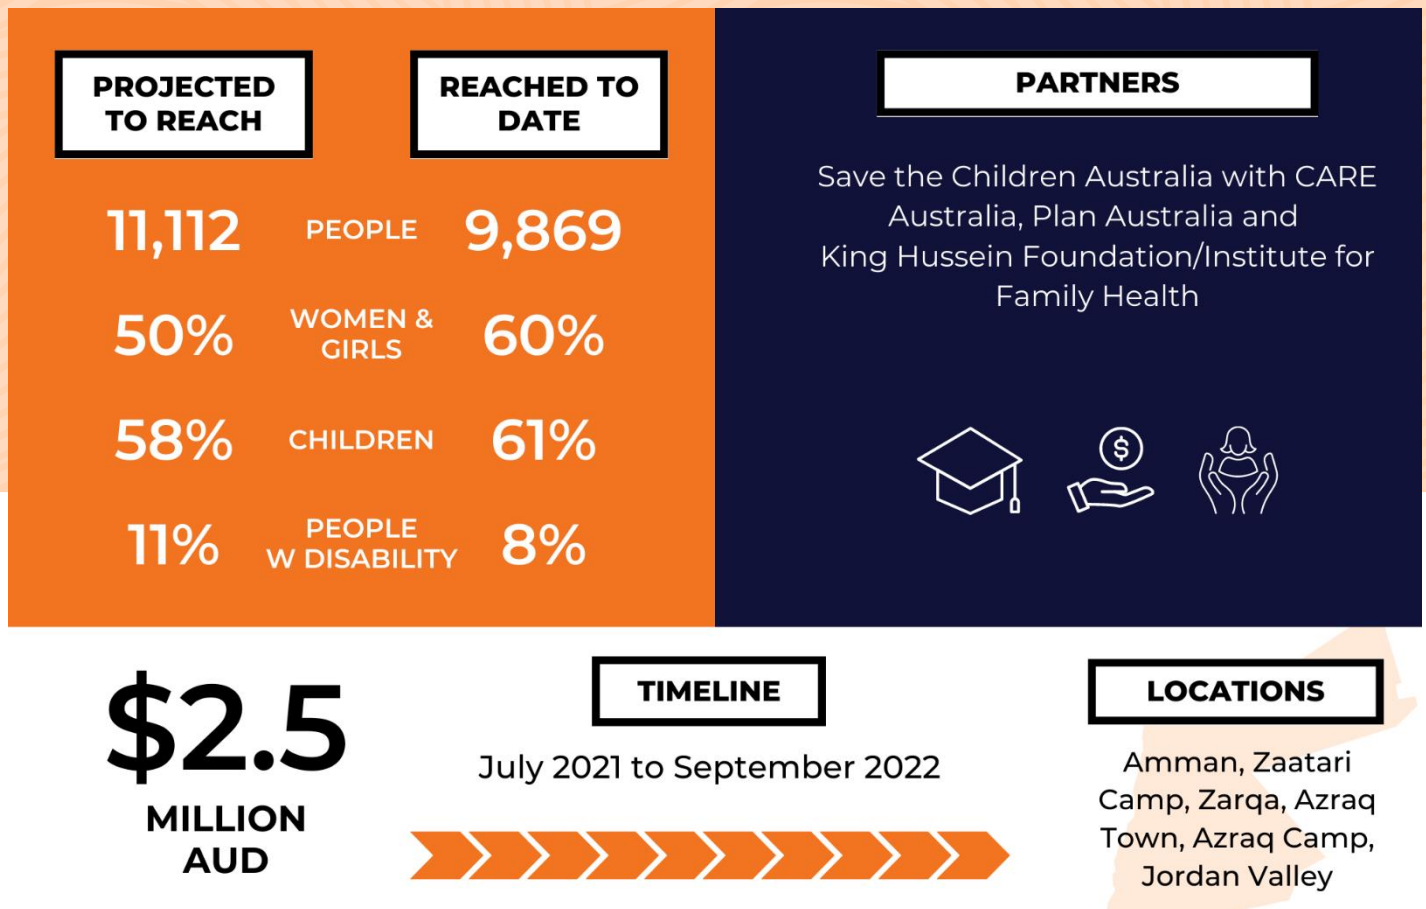 PROJECTED
TO REACH
REACHED TO
DATE
11,112
PEOPLE
9,869
50%
WOMEN &
GIRLS
60%
58%
CHILDREN
61%
11%
PEOPLE
W DISABILITY
8%
PARTNERS
Save the Children Australia with CARE
Australia, Plan Australia and
King Hussein Foundation/Institute for
Family Health
$
$2.5
MILLION
AUD
TIMELINE
July 2021 to September 2022
LOCATIONS
Amman, Zaatari
Camp, Zarqa, Azraq
Town, Azraq Camp,
Jordan Valley